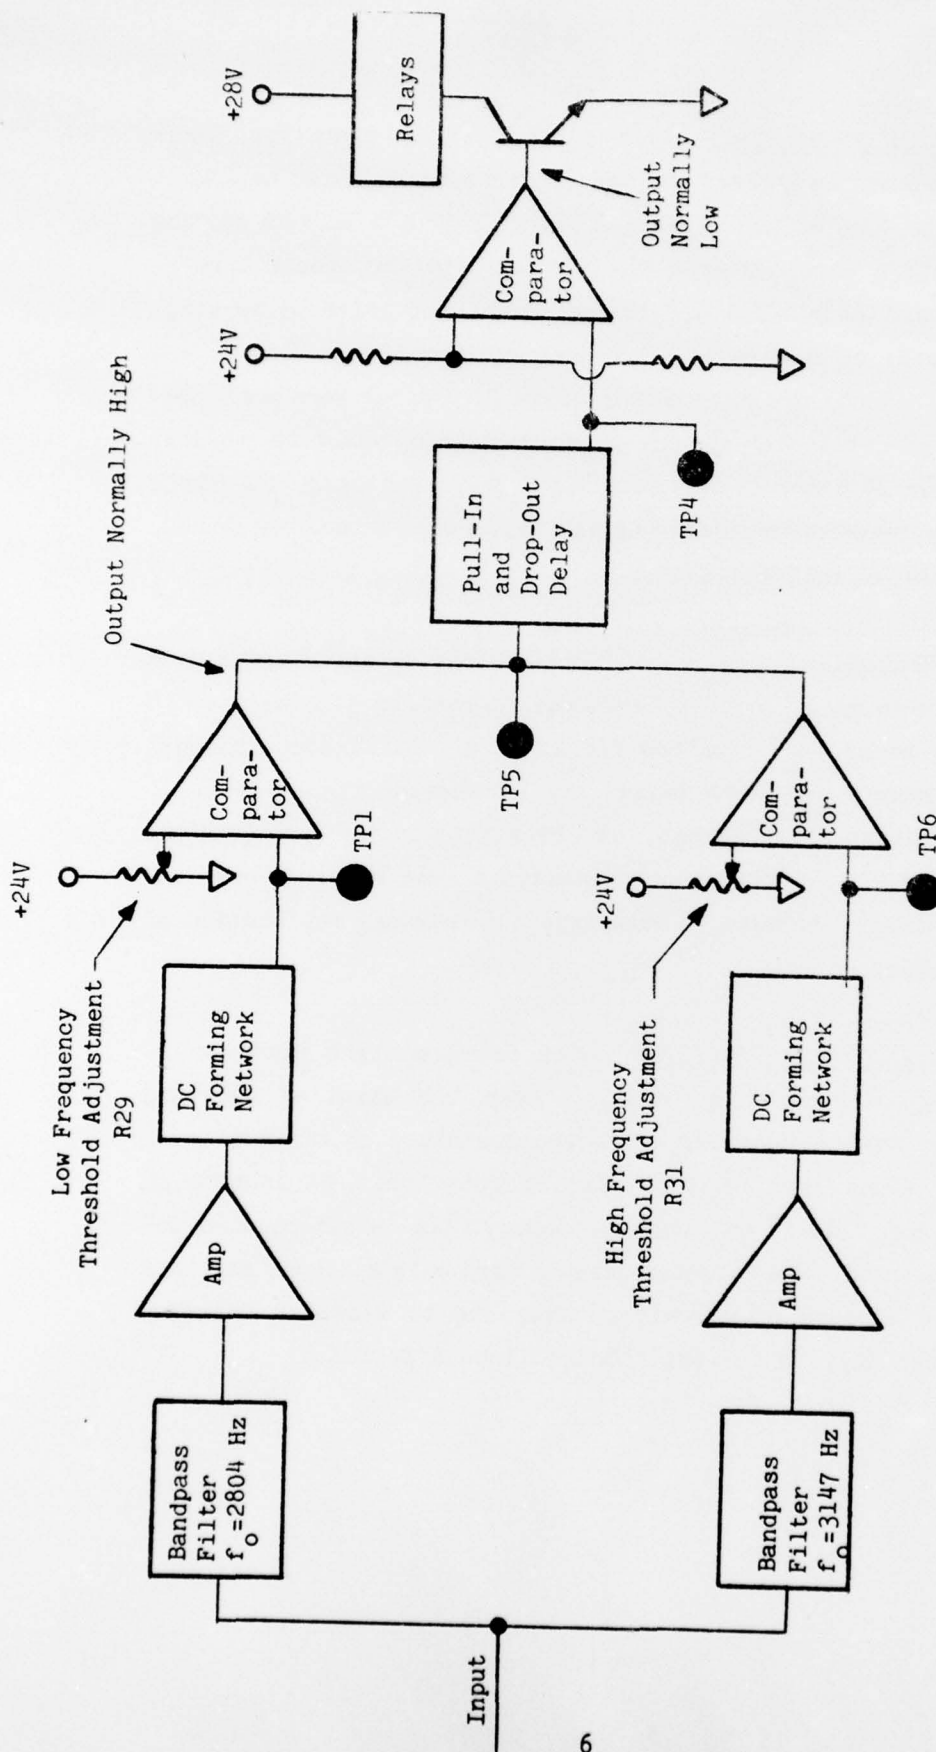 Input
Bandpass
Filter
fo=2804 Hz
Amp
Low Frequency
Threshold Adjustment
R29
DC
Forming
Network
+24V
TP1
Com-
para-
tor
Output Normally High
Bandpass
Filter
fo=3147 Hz
Amp
High Frequency
Threshold Adjustment
R31
DC
Forming
Network
+24V
TP6
Com-
para-
tor
TP5
Pull-In
and
Drop-Out
Delay
TP4
+24V
Com-
para-
tor
Output
Normally
Low
+28V
Relays
6